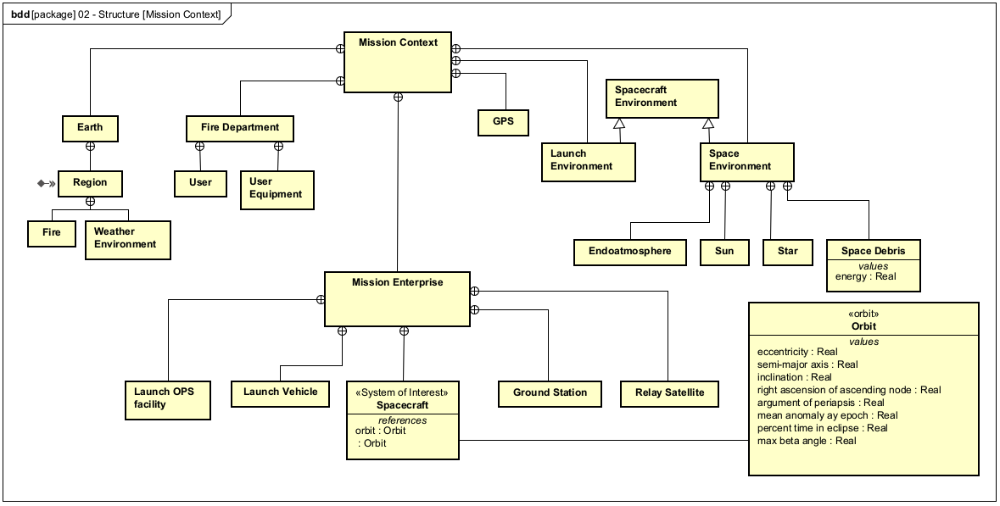 bdd [package] 02 - Structure [Mission Context]
Mission Context
Spacecraft
Environment
Earth
Fire Department
GPS
Launch
Environment
Space
Environment
Region
User
User
Equipment
Fire
Weather
Environment
Endoatmosphere
Sun
Star
Space Debris
values
energy : Real
Mission Enterprise
«orbit»
Orbit
values
eccentricity : Real
semi-major axis : Real
inclination : Real
right ascension of ascending node : Real
argument of periapsis : Real
mean anomaly ay epoch : Real
percent time in eclipse : Real
max beta angle : Real
Launch OPS
facility
Launch Vehicle
«System of Interest»
Spacecraft
references
orbit : Orbit
: Orbit
Ground Station
Relay Satellite